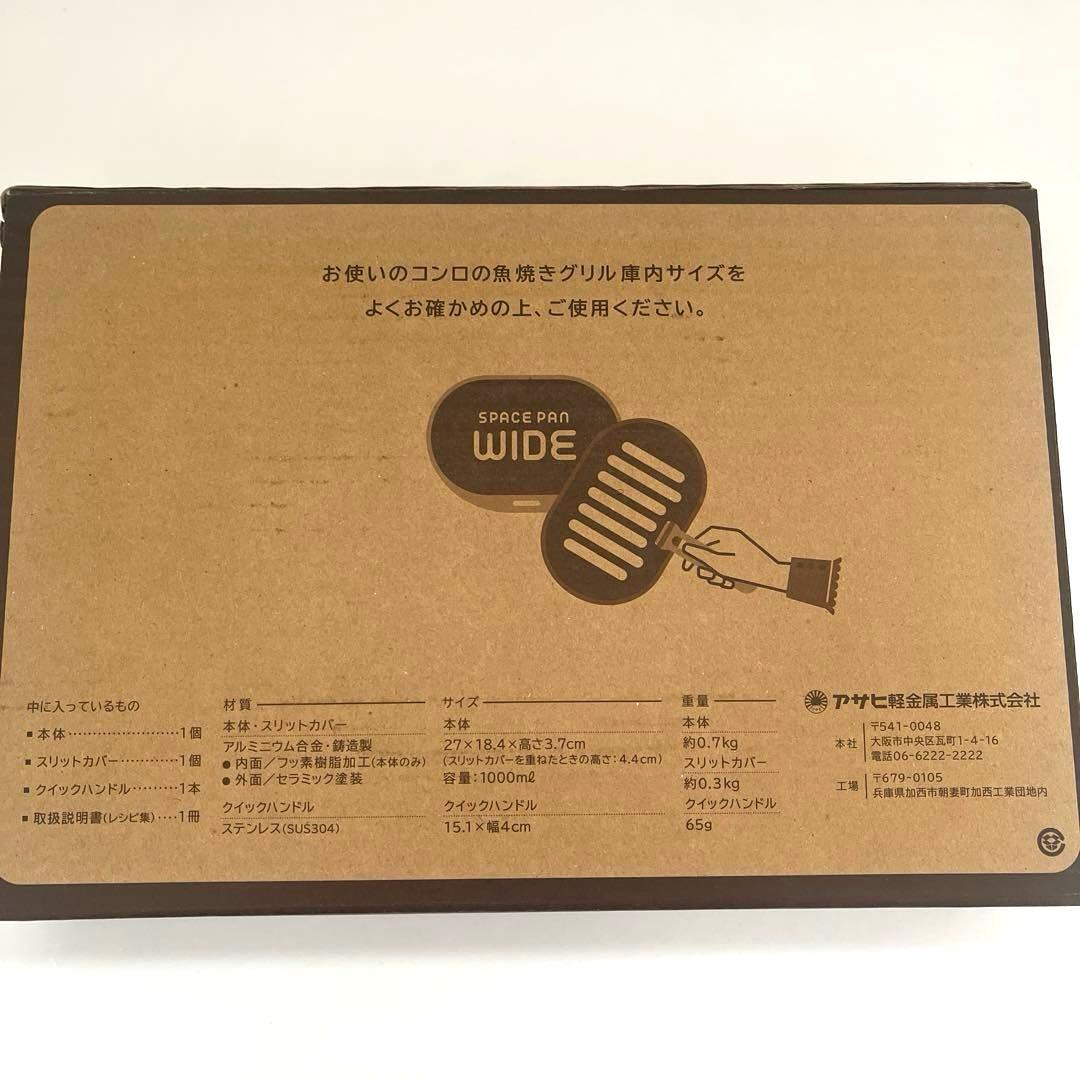 お使いのコンロの魚焼きグリル庫内サイズを
よくお確かめの上、ご使用ください。
SPACE PAN
WIDE
中に入っているもの
■本体……………………1個
■スリットカバー…………1個
■クイックハンドル………1本
■取扱説明書(レシピ集)‥‥1冊
材質
本体・スリットカバー
アルミニウム合金・鋳造製
●内面／フッ素樹脂加工(本体のみ)
●外面／セラミック塗装
クイックハンドル
ステンレス(SUS304)
サイズ
本体
27×18.4×高さ3.7cm
(スリットカバーを重ねたときの高さ:4.4cm)
容量:1000mℓ
クイックハンドル
15.1×幅4cm
重量
本体
約0.7kg
スリットカバー
約0.3kg
クイックハンドル
65g
アサヒ軽金属工業株式会社
本社
〒541-0048
大阪市中央区瓦町1-4-16
電話06-6222-2222
工場
〒679-0105
兵庫県加西市朝妻町加西工業団地内